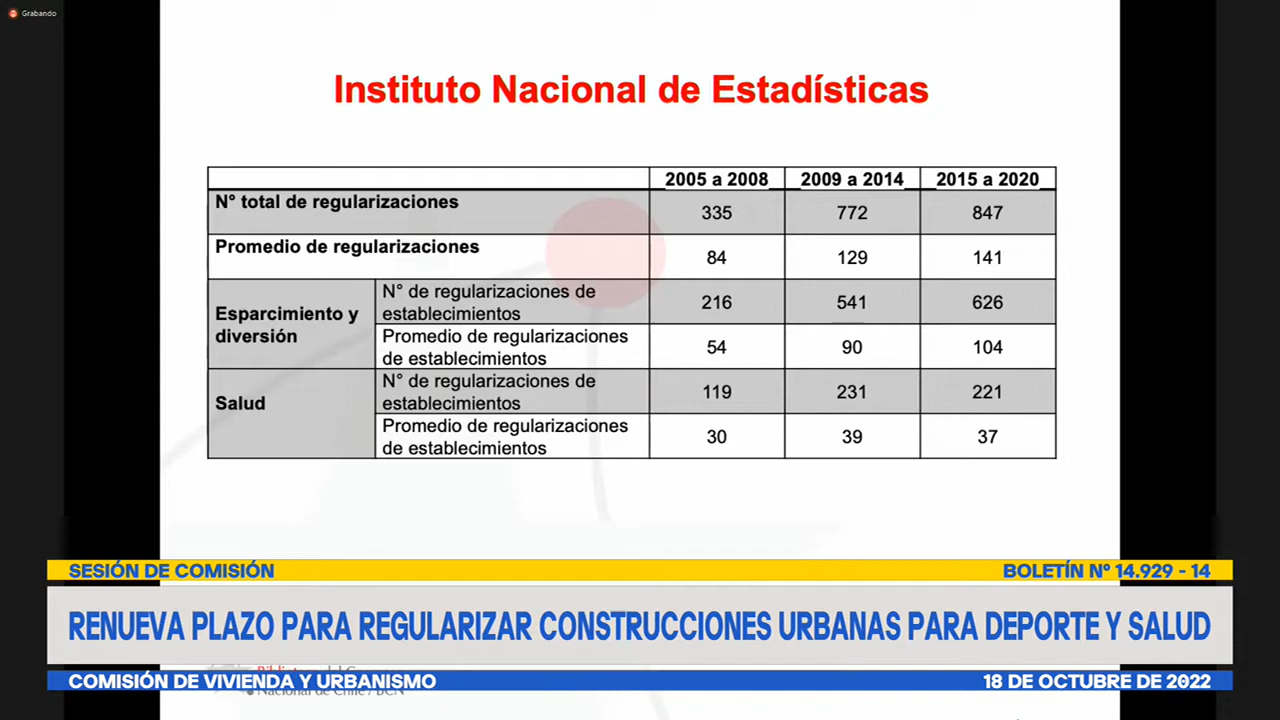 Grabando
Instituto Nacional de Estadísticas
2005 a 2008 2009 a 2014 2015 a 2020
N° total de regularizaciones 335 772 847
Promedio de regularizaciones 84 129 141
Esparcimiento y diversión N° de regularizaciones de establecimientos 216 541 626
Promedio de regularizaciones de establecimientos 54 90 104
Salud N° de regularizaciones de establecimientos 119 231 221
Promedio de regularizaciones de establecimientos 30 39 37
SESIÓN DE COMISIÓN BOLETÍN N° 14.929 - 14
RENUEVA PLAZO PARA REGULARIZAR CONSTRUCCIONES URBANAS PARA DEPORTE Y SALUD
COMISIÓN DE VIVIENDA Y URBANISMO 18 DE OCTUBRE DE 2022
Nacional de Chile / BCN